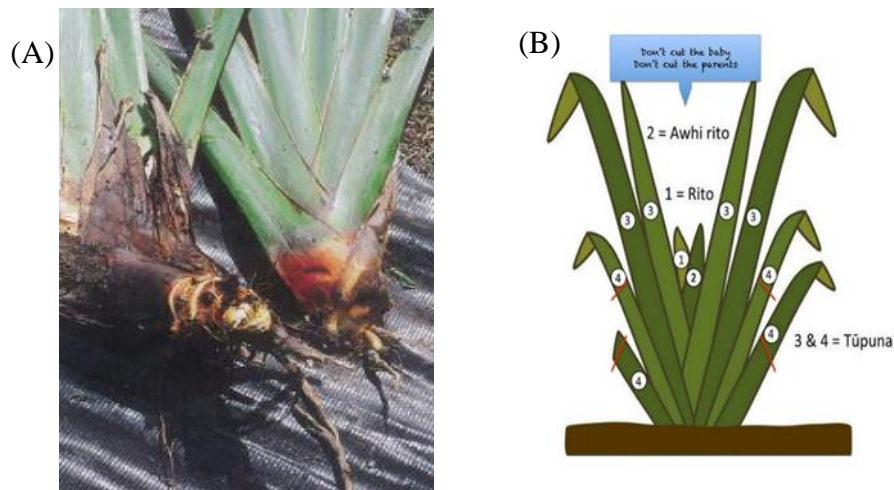 (A)
(B)
Don't cut the baby
Don't cut the parents
2 = Awhi rito
1 = Rito
3
3
3
3
1
2
4
4
4
3 & 4 = Tūpuna
4